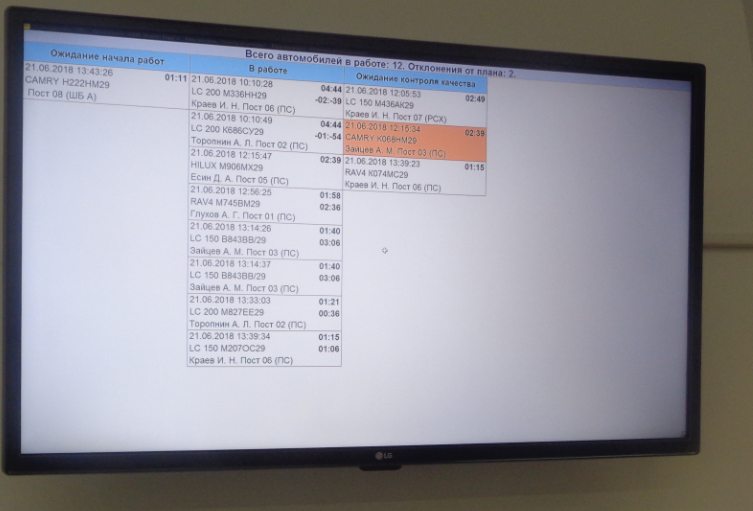 Всего автомобилей в работе: 12. Отклонения от плана: 2.
Ожидание начала работ
21.06.2018 13:43:26 01:11
CAMRY H222HM29
Пост 08 (ШБ А)
В работе
21.06.2018 10:10:28 04:44
LC 200 M336HH29 -02:-39
Краев И. Н. Пост 06 (ПС)
21.06.2018 10:10:49 04:44
LC 200 K686CУ29 -01:-54
Торопнин А. Л. Пост 02 (ПС)
21.06.2018 12:15:47 02:39
HILUX M906MX29
Есин Д. А. Пост 05 (ПС)
21.06.2018 12:56:25 01:58
RAV4 M745BM29 02:36
Глухов А. Г. Пост 01 (ПС)
21.06.2018 13:14:26 01:40
LC 150 B843BB/29 03:06
Зайцев А. М. Пост 03 (ПС)
21.06.2018 13:14:37 01:40
LC 150 B843BB/29 03:06
Зайцев А. М. Пост 03 (ПС)
21.06.2018 13:33:03 01:21
LC 200 M827EE29 00:36
Торопнин А. Л. Пост 02 (ПС)
21.06.2018 13:39:34 01:15
LC 150 M207OC29 01:06
Краев И. Н. Пост 06 (ПС)
Ожидание контроля качества
21.06.2018 12:05:53 02:49
LC 150 M436AK29
Краев И. Н. Пост 07 (РСХ)
21.06.2018 12:15:34 02:39
CAMRY K068HM29
Зайцев А. М. Пост 03 (ПС)
21.06.2018 13:39:23 01:15
RAV4 K074MC29
Краев И. Н. Пост 06 (ПС)
LG